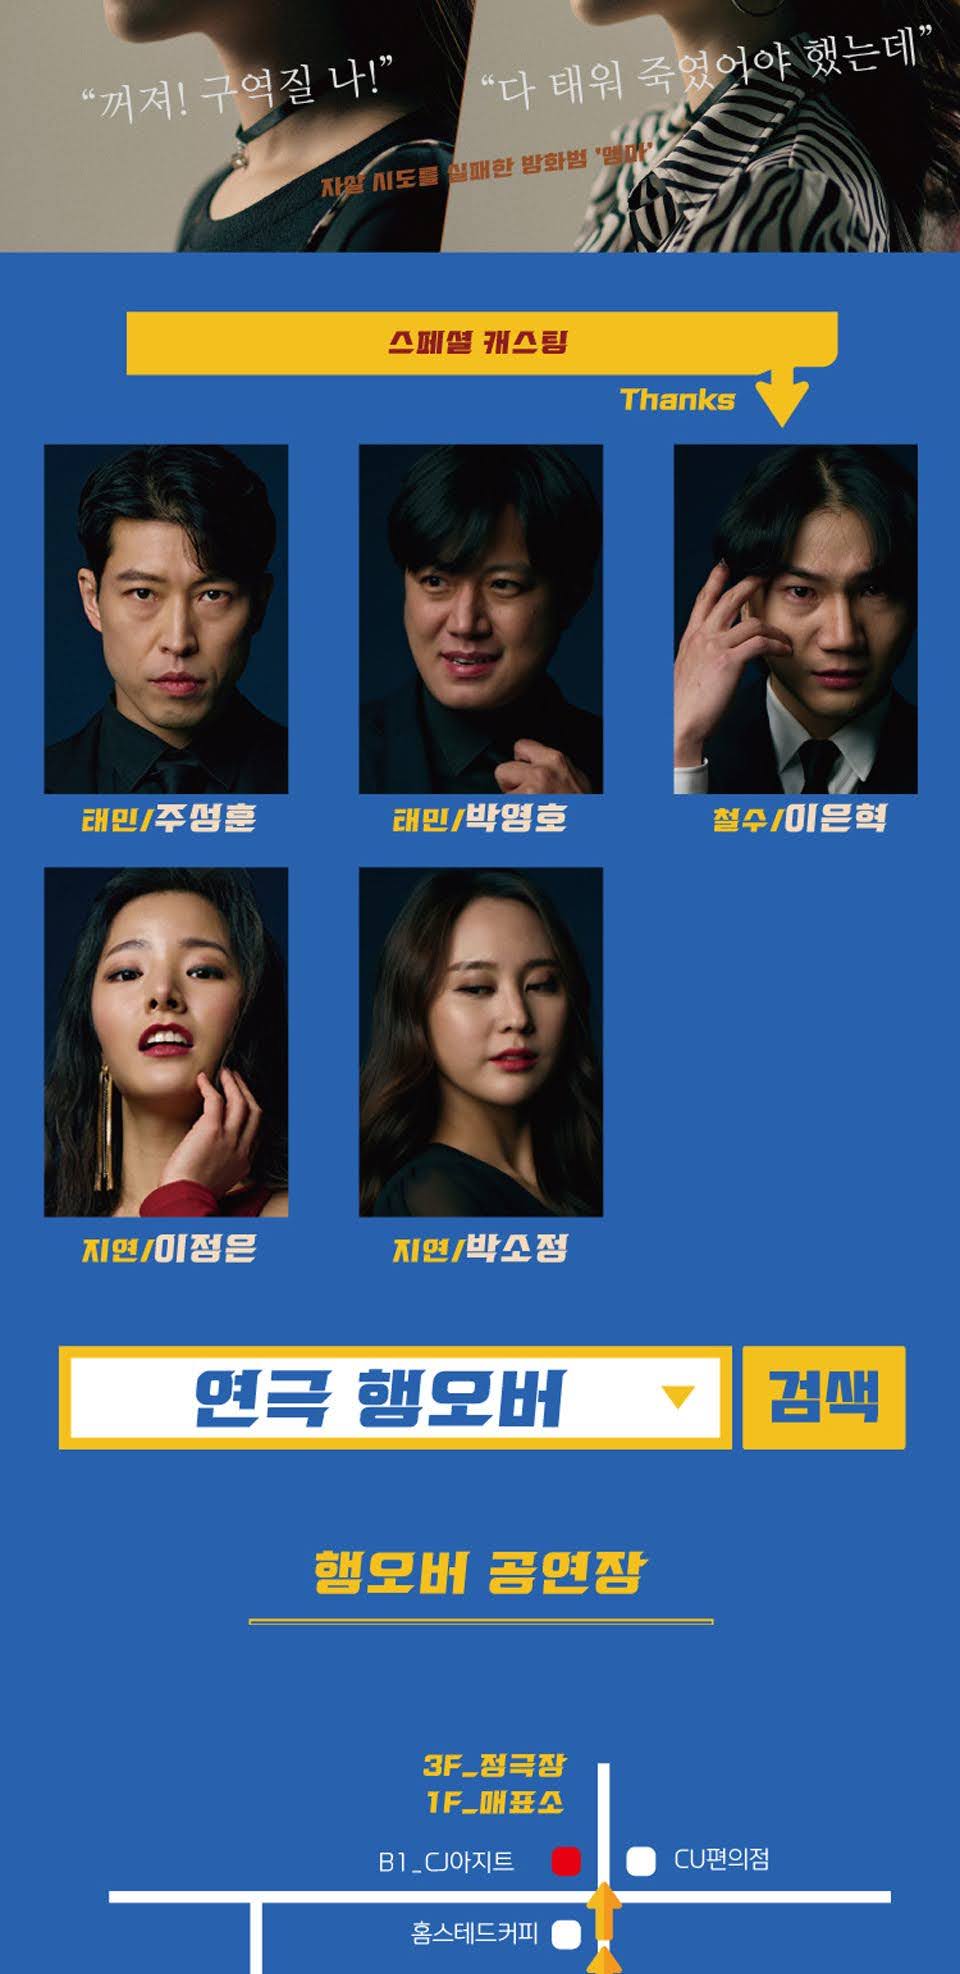 “꺼져! 구역질 나!”
“다 태워 죽였어야 했는데”
자살 시도를 실패한 방화범 '엠마'
스페셜 캐스팅
Thanks
태민/주성훈
태민/박영호
철수/이은혁
지연/이정은
지연/박소정
연극 행오버
검색
행오버 공연장
3F_정극장
1F_매표소
B1_CJ아지트
CU편의점
홈스테드커피